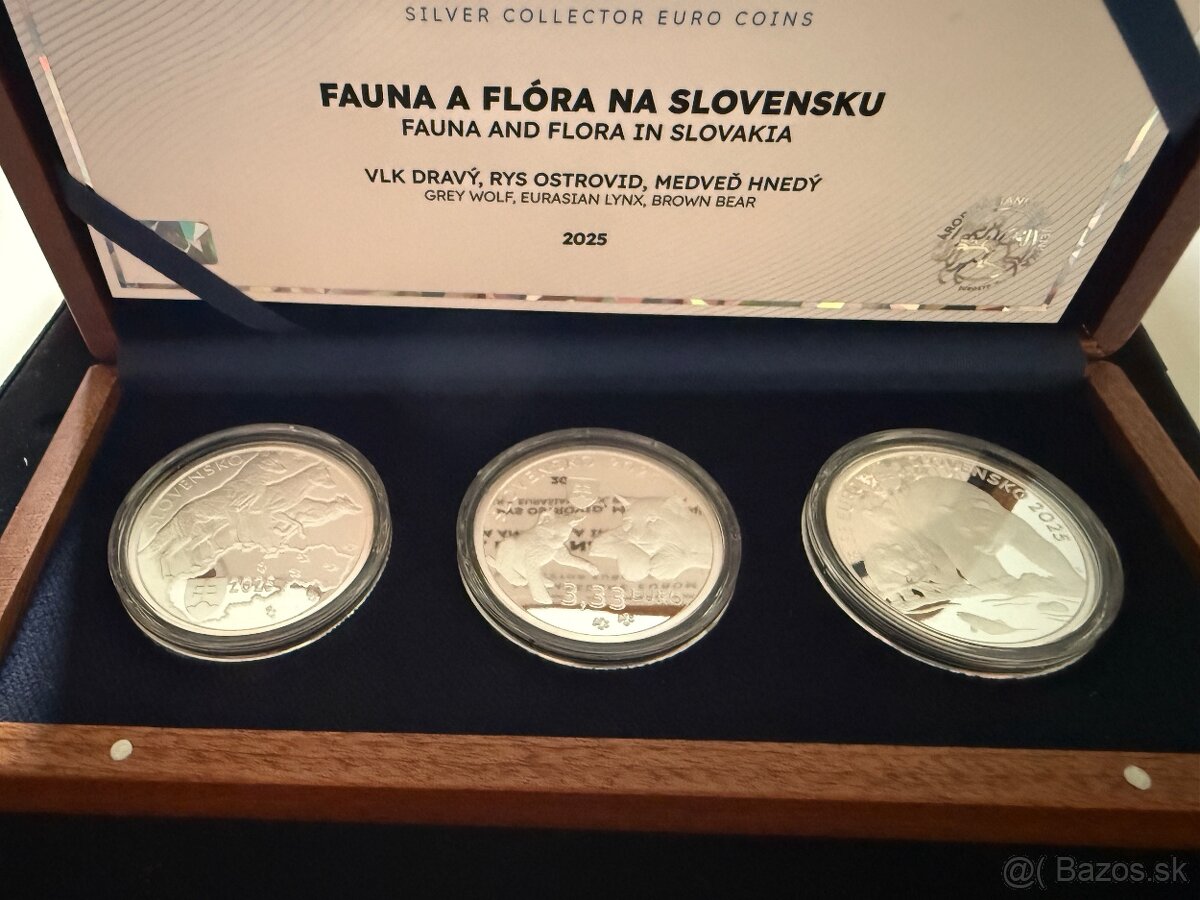 SILVER COLLECTOR EURO COINS
FAUNA A FLÓRA NA SLOVENSKU
FAUNA AND FLORA IN SLOVAKIA
VLK DRAVÝ, RYS OSTROVID, MEDVEĎ HNEDÝ
GREY WOLF, EURASIAN LYNX, BROWN BEAR
2025
SLOVENSKO
2025
3,33
EURO
SLOVENSKO 2025
@( Bazos.sk